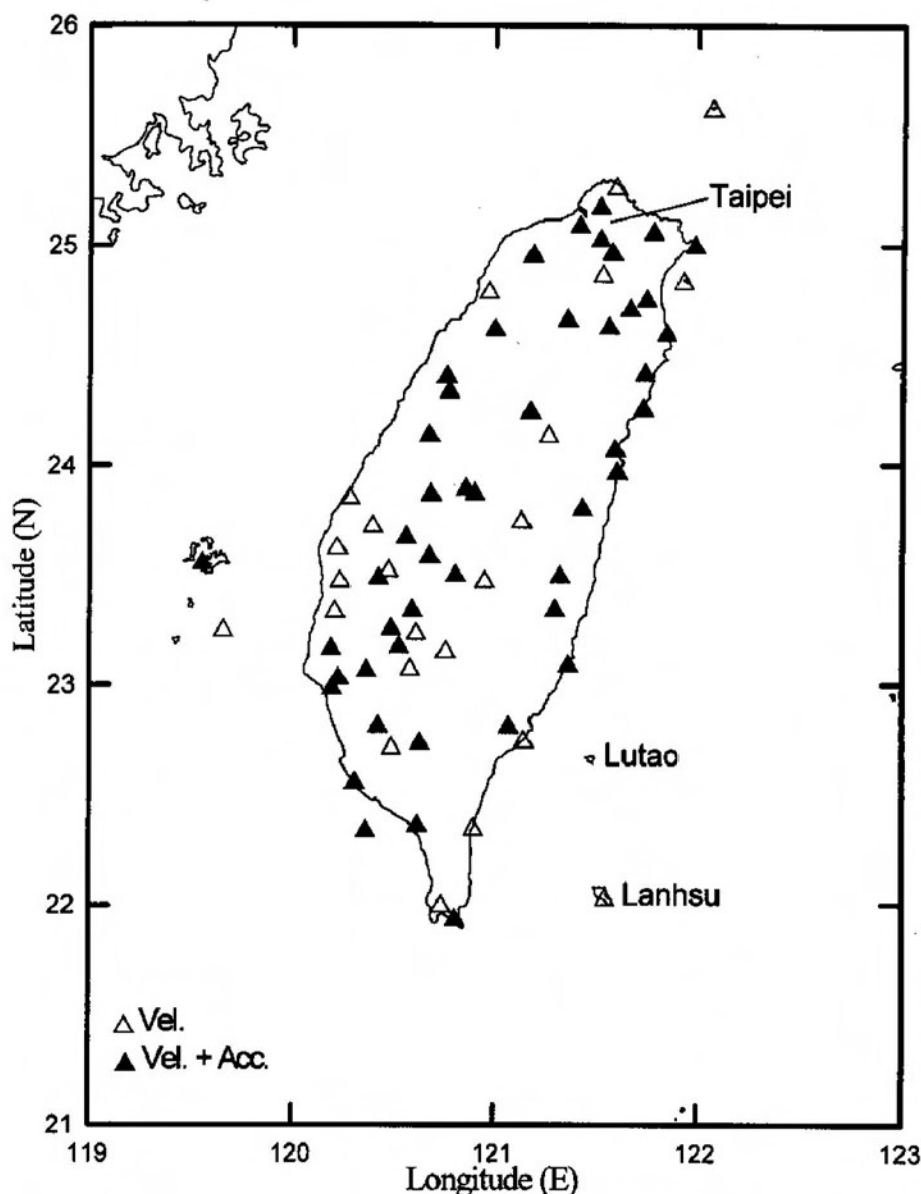 26
Taipei
25
24
Latitude (N)
23
Lutao
22
Lanhsu
Vel.
Vel. + Acc.
21
119
120
121
122
123
Longitude (E)